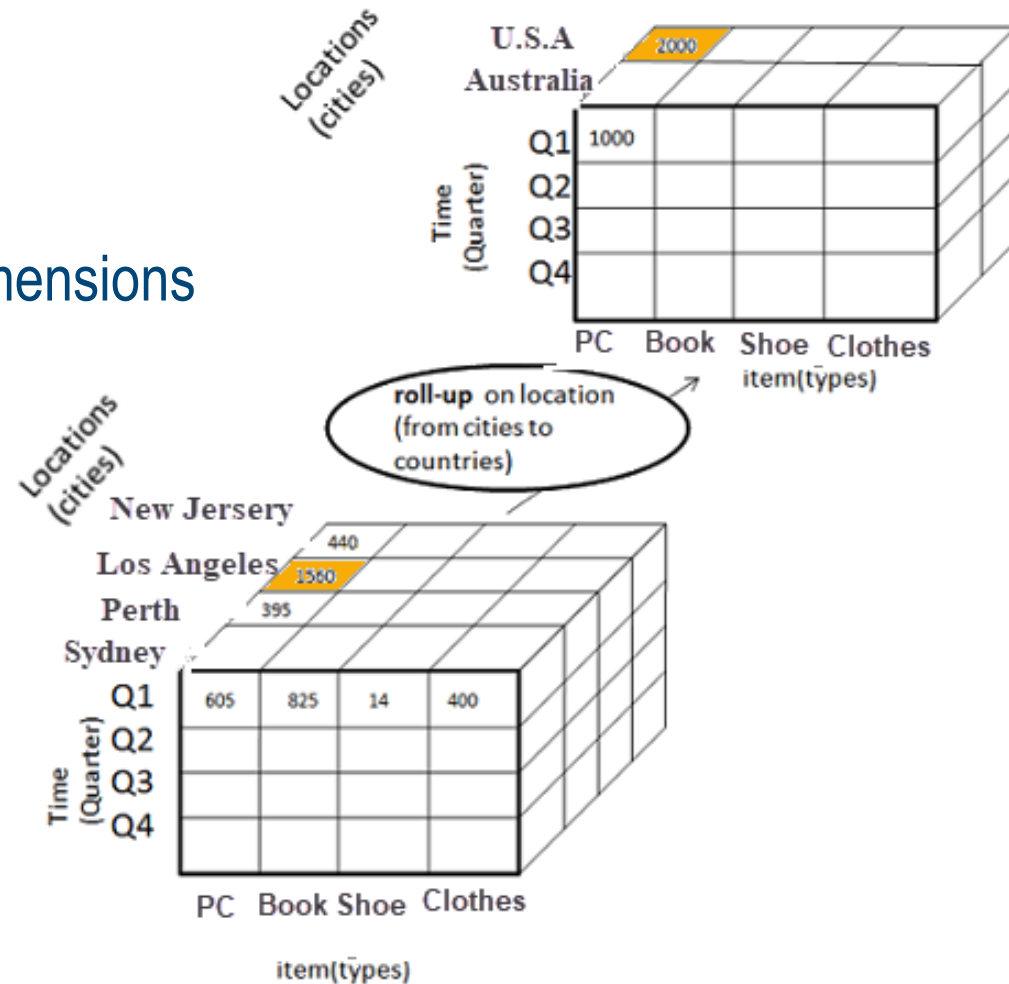 Locations
(cities)
U.S.A
Australia
2000
Q1 1000
Q2
Q3
Q4
Time
(Quarter)
PC Book Shoe Clothes
item(types)
mensions
roll-up on location
(from cities to
countries)
Locations
(cities)
New Jersery
440
Los Angeles
1560
Perth
395
Sydney
Q1 605 825 14 400
Q2
Q3
Q4
Time
(Quarter)
PC Book Shoe Clothes
item(types)